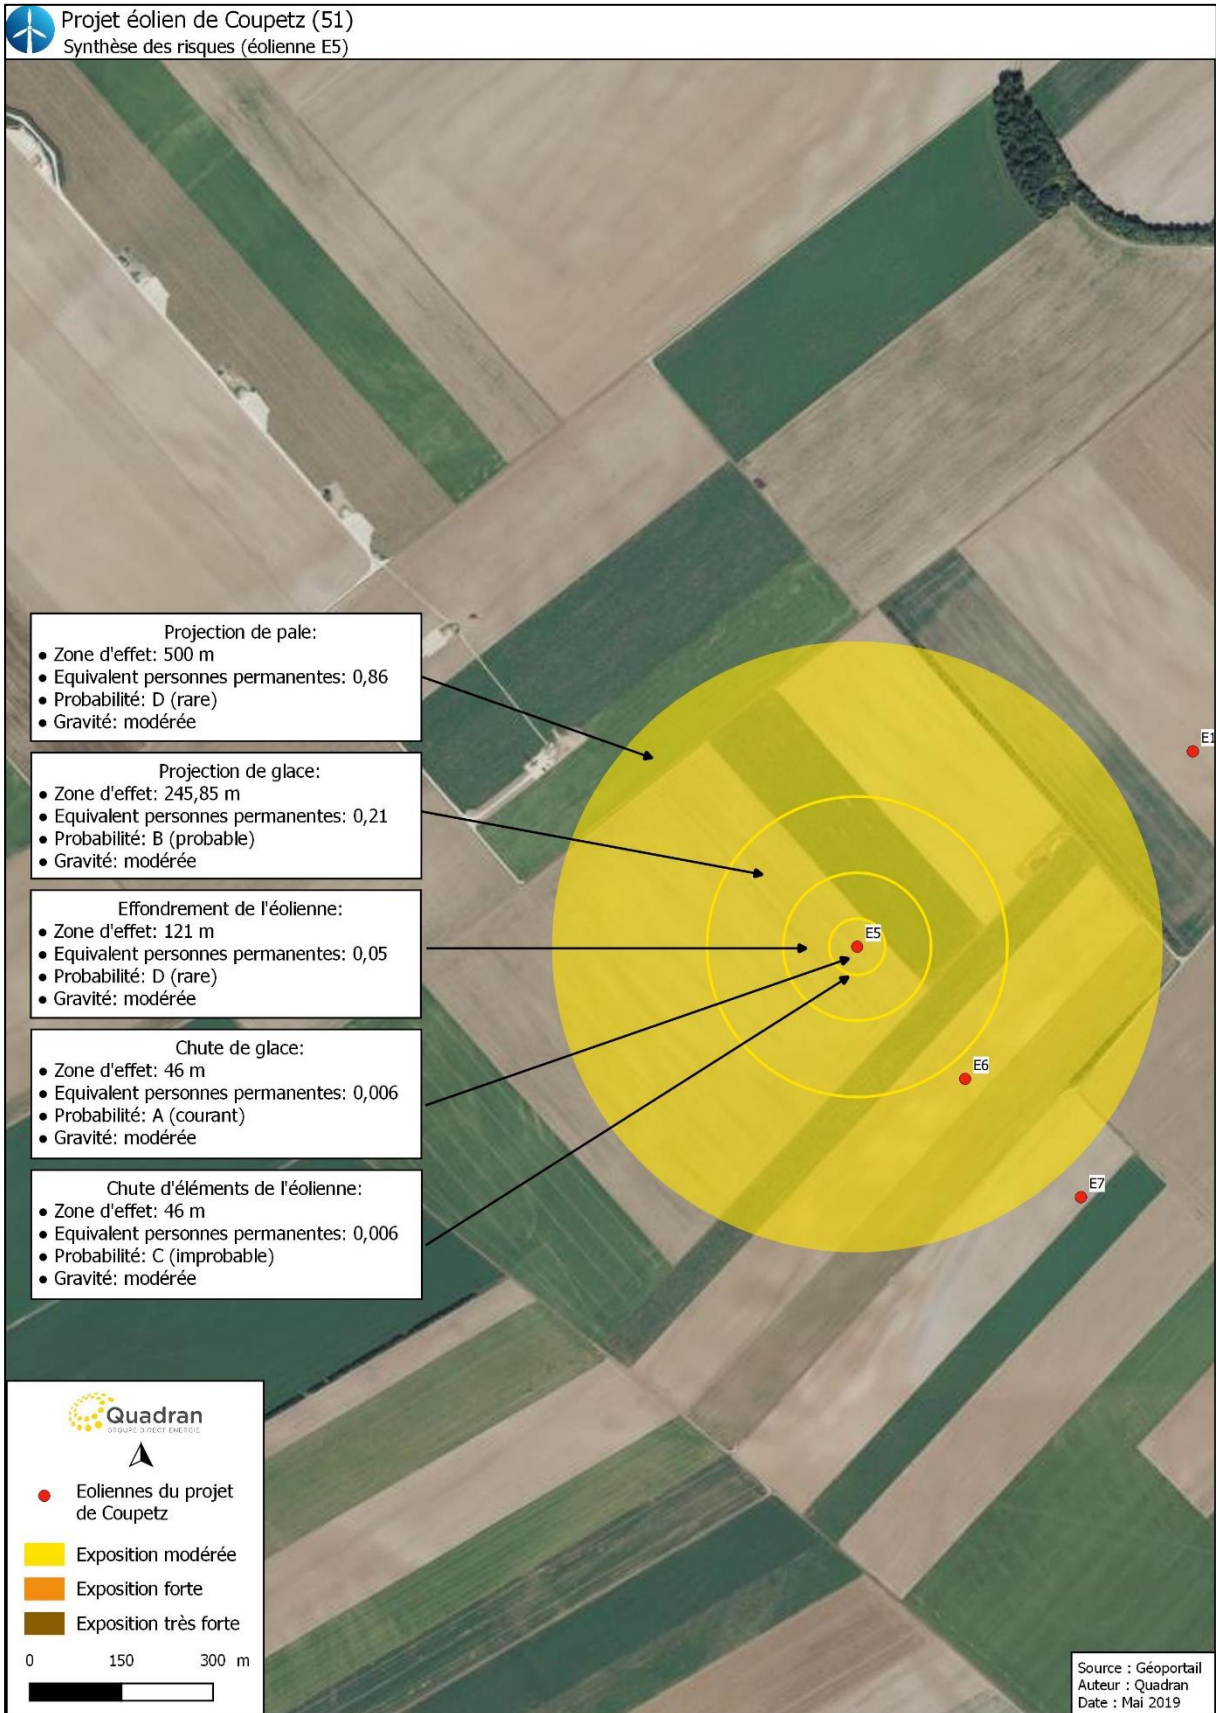 Projet éolien de Coupetz (51)
Synthèse des risques (éolienne E5)
Projection de pale:
• Zone d'effet: 500 m
• Equivalent personnes permanentes: 0,86
• Probabilité: D (rare)
• Gravité: modérée
Projection de glace:
• Zone d'effet: 245,85 m
• Equivalent personnes permanentes: 0,21
• Probabilité: B (probable)
• Gravité: modérée
Effondrement de l'éolienne:
• Zone d'effet: 121 m
• Equivalent personnes permanentes: 0,05
• Probabilité: D (rare)
• Gravité: modérée
Chute de glace:
• Zone d'effet: 46 m
• Equivalent personnes permanentes: 0,006
• Probabilité: A (courant)
• Gravité: modérée
Chute d'éléments de l'éolienne:
• Zone d'effet: 46 m
• Equivalent personnes permanentes: 0,006
• Probabilité: C (improbable)
• Gravité: modérée
E1
E5
E6
E7
Quadran
GROUPE DIRECT ENERGIE
Eoliennes du projet
de Coupetz
Exposition modérée
Exposition forte
Exposition très forte
0 150 300 m
Source : Géoportail
Auteur : Quadran
Date : Mai 2019